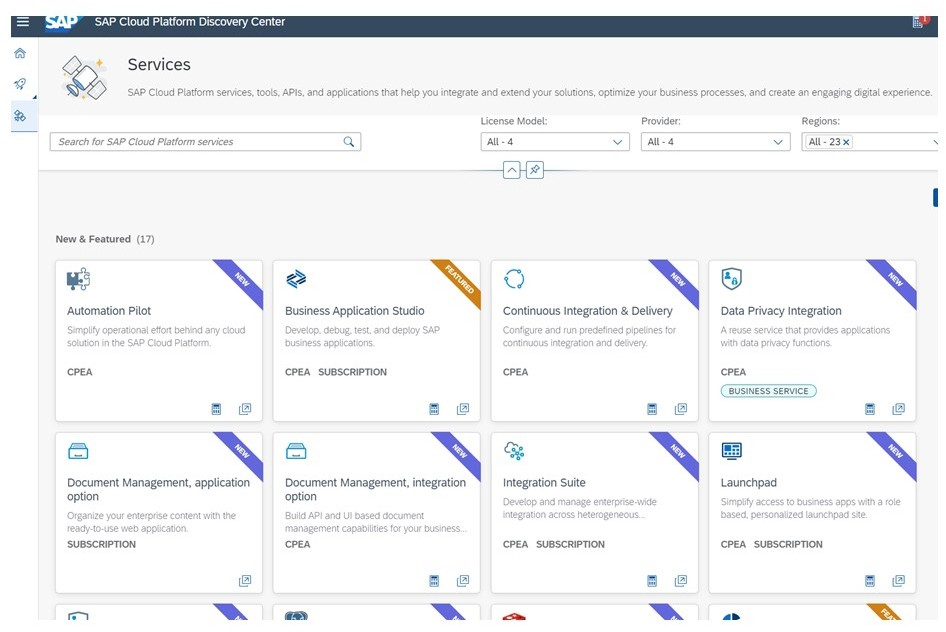 SAP SAP Cloud Platform Discovery Center 1
Services
SAP Cloud Platform services, tools, APIs, and applications that help you integrate and extend your solutions, optimize your business processes, and create an engaging digital experience.
License Model: Provider: Regions:
Search for SAP Cloud Platform services All - 4 All - 4 All - 23
New & Featured (17)
NEW
Automation Pilot
Simplify operational effort behind any cloud
solution in the SAP Cloud Platform.
CPEA
FEATURED
Business Application Studio
Develop, debug, test, and deploy SAP
business applications.
CPEA SUBSCRIPTION
NEW
Continuous Integration & Delivery
Configure and run predefined pipelines for
continuous integration and delivery.
CPEA
NEW
Data Privacy Integration
A reuse service that provides applications
with data privacy functions.
CPEA
BUSINESS SERVICE
NEW
Document Management, application
option
Organize your enterprise content with the
ready-to-use web application.
SUBSCRIPTION
NEW
Document Management, integration
option
Build API and UI based document
management capabilities for your business...
CPEA
NEW
Integration Suite
Develop and manage enterprise-wide
integration across heterogeneous...
CPEA SUBSCRIPTION
NEW
Launchpad
Simplify access to business apps with a role
based, personalized launchpad site.
CPEA SUBSCRIPTION